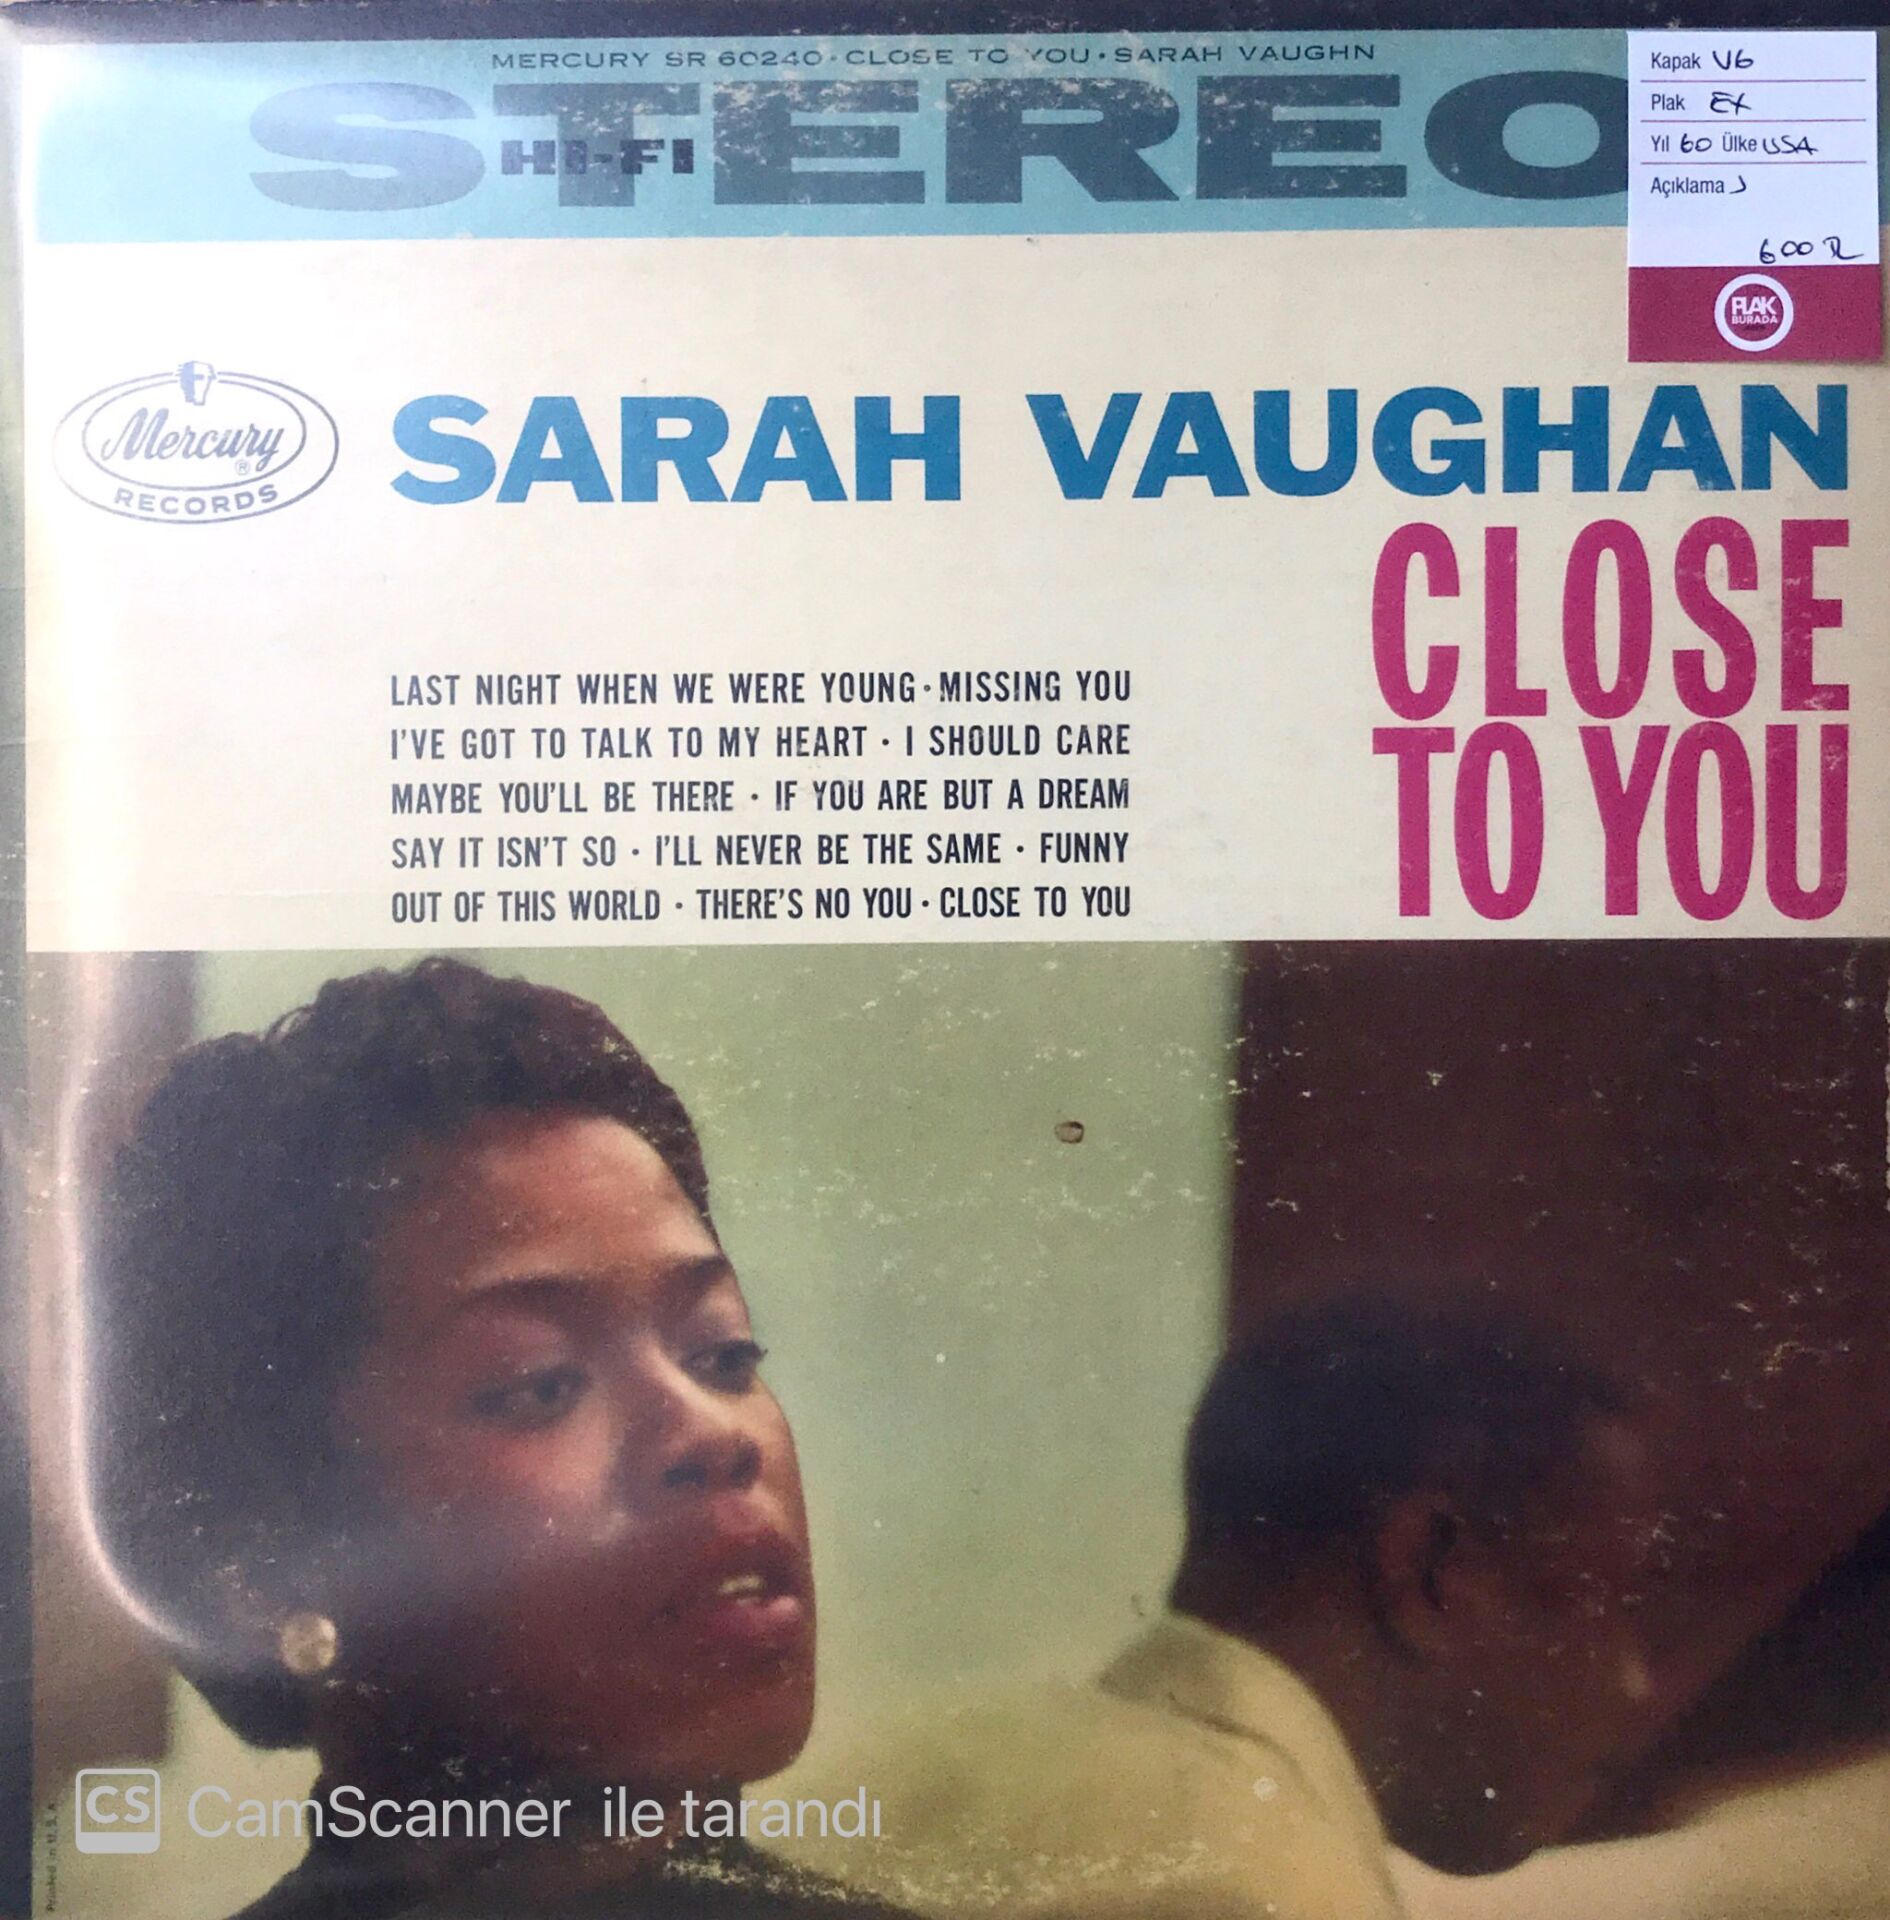 MERCURY SR 60240 · CLOSE TO YOU · SARAH VAUGHN
STEREO
HI-FI
Kapak VG
Plak EX
Yıl 60 Ülke USA
Açıklama J
600 TL
PLAK
BURADA
Mercury
®
RECORDS
SARAH VAUGHAN
CLOSE
TO YOU
LAST NIGHT WHEN WE WERE YOUNG · MISSING YOU
I'VE GOT TO TALK TO MY HEART · I SHOULD CARE
MAYBE YOU'LL BE THERE · IF YOU ARE BUT A DREAM
SAY IT ISN'T SO · I'LL NEVER BE THE SAME · FUNNY
OUT OF THIS WORLD · THERE'S NO YOU · CLOSE TO YOU
CS CamScanner ile tarandı
Printed in U.S.A.